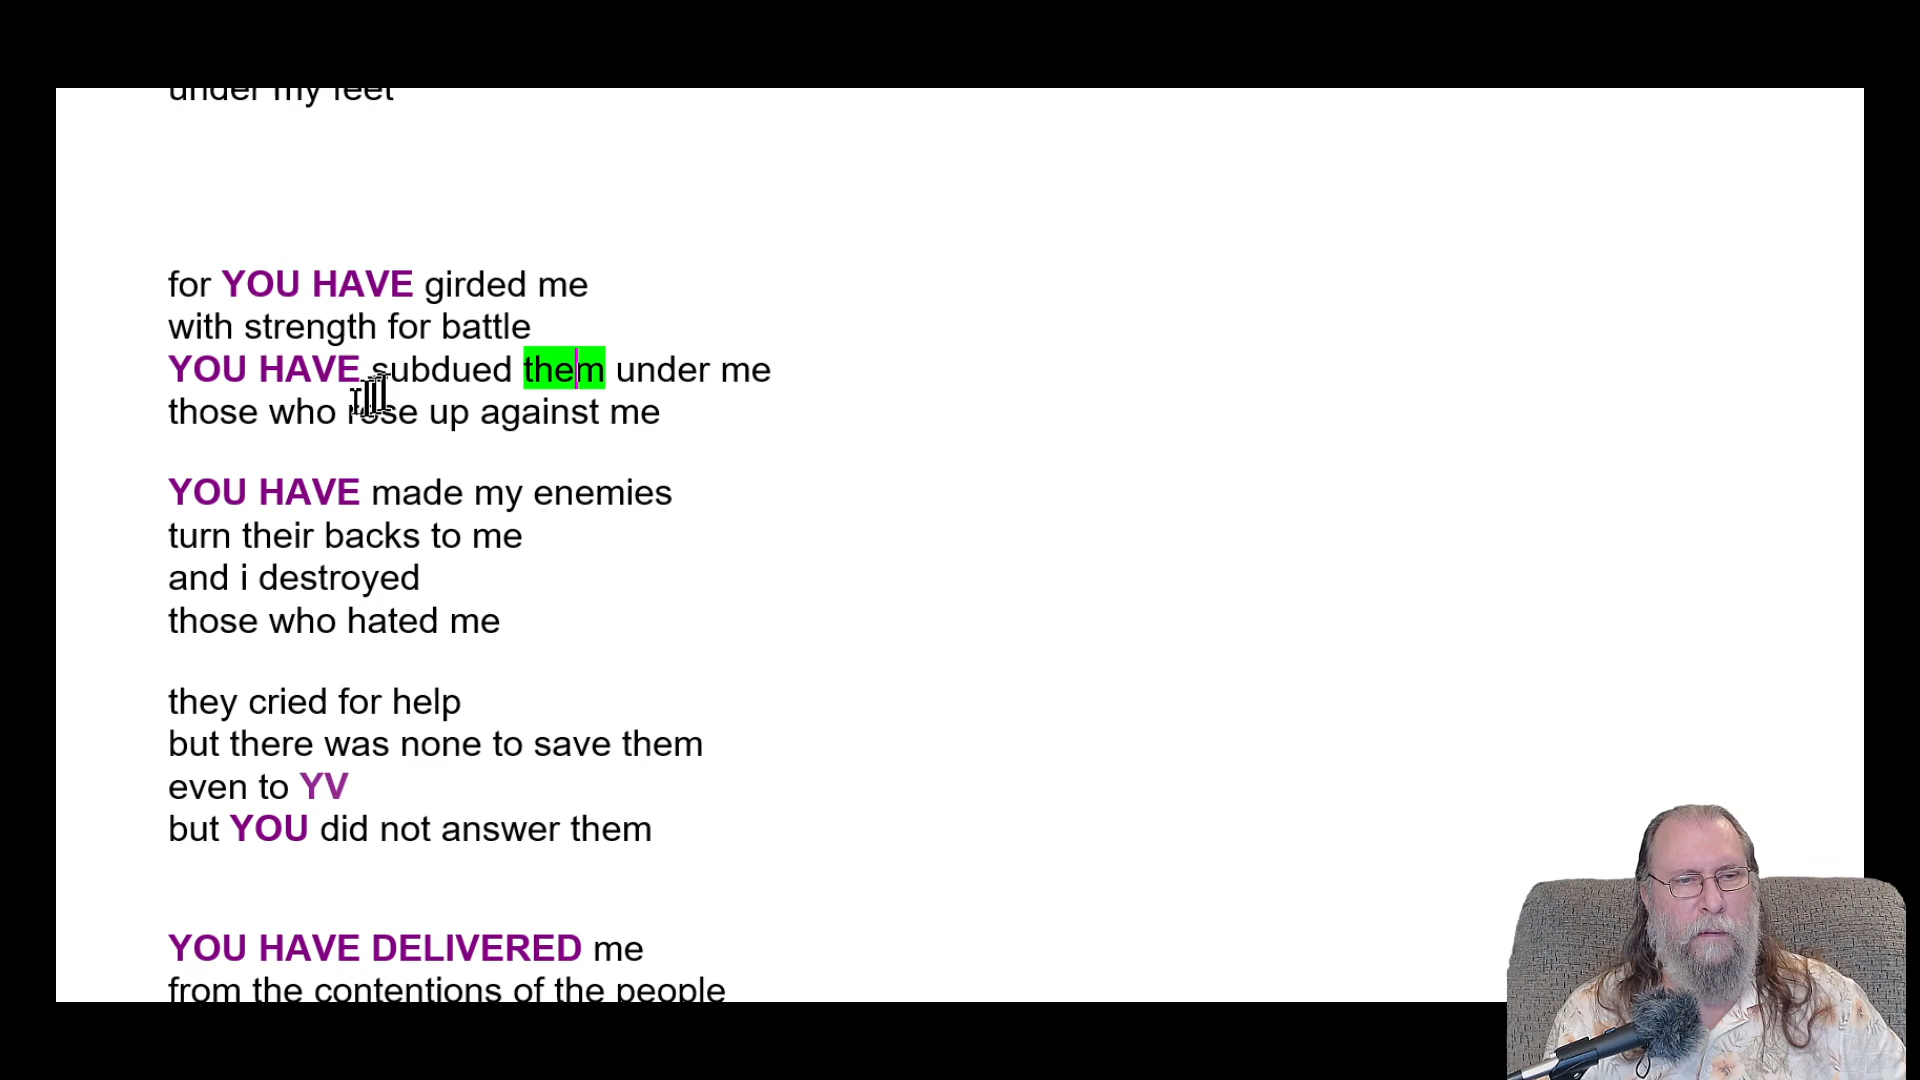 under my feet
for YOU HAVE girded me
with strength for battle
YOU HAVE subdued them under me
those who rose up against me
YOU HAVE made my enemies
turn their backs to me
and i destroyed
those who hated me
they cried for help
but there was none to save them
even to YV
but YOU did not answer them
YOU HAVE DELIVERED me
from the contentions of the people